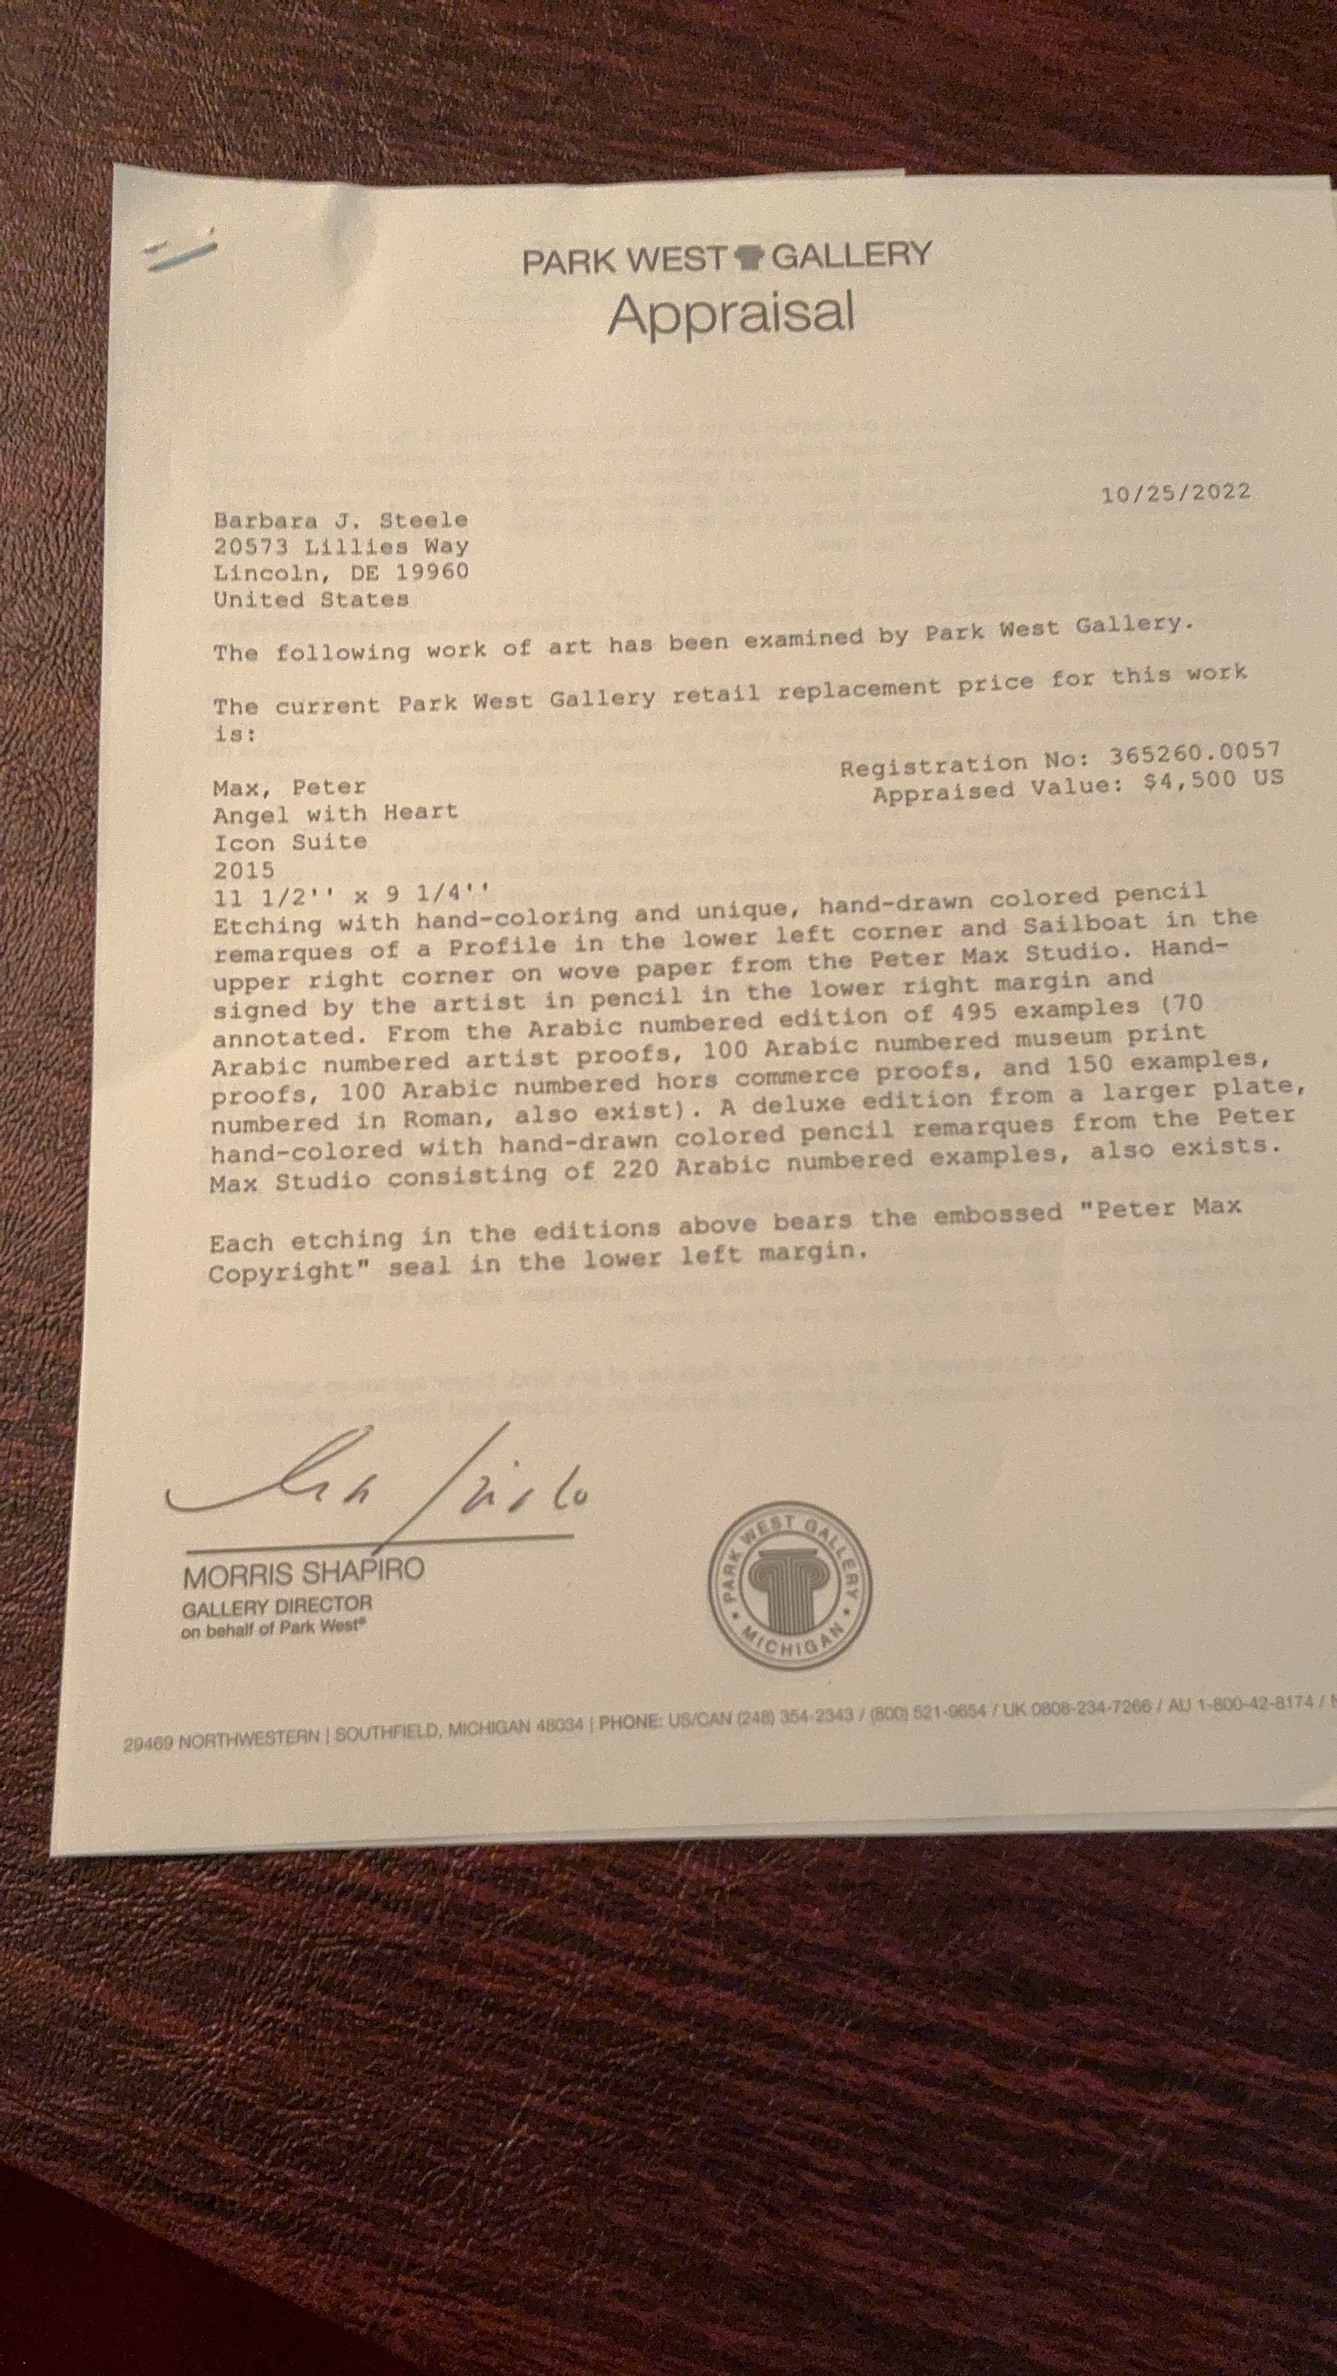 PARK WEST GALLERY
Appraisal
10/25/2022
Barbara J. Steele
20573 Lillies Way
Lincoln, DE 19960
United States
The following work of art has been examined by Park West Gallery.
The current Park West Gallery retail replacement price for this work
is:
Registration No: 365260.0057
Appraised Value: $4,500 US
Max, Peter
Angel with Heart
Icon Suite
2015
11 1/2'' x 9 1/4''
Etching with hand-coloring and unique, hand-drawn colored pencil
remarques of a Profile in the lower left corner and Sailboat in the
upper right corner on wove paper from the Peter Max Studio. Hand-
signed by the artist in pencil in the lower right margin and
annotated. From the Arabic numbered edition of 495 examples (70
Arabic numbered artist proofs, 100 Arabic numbered museum print
proofs, 100 Arabic numbered hors commerce proofs, and 150 examples,
numbered in Roman, also exist). A deluxe edition from a larger plate,
hand-colored with hand-drawn colored pencil remarques from the Peter
Max Studio consisting of 220 Arabic numbered examples, also exists.
Each etching in the editions above bears the embossed "Peter Max
Copyright" seal in the lower left margin.
MORRIS SHAPIRO
GALLERY DIRECTOR
on behalf of Park West®
PARK WEST GALLERY
• MICHIGAN •
29469 NORTHWESTERN | SOUTHFIELD, MICHIGAN 48034 | PHONE: US/CAN (248) 354-2343 / (800) 521-9654 / UK 0808-234-7266 / AU 1-800-42-8174 /